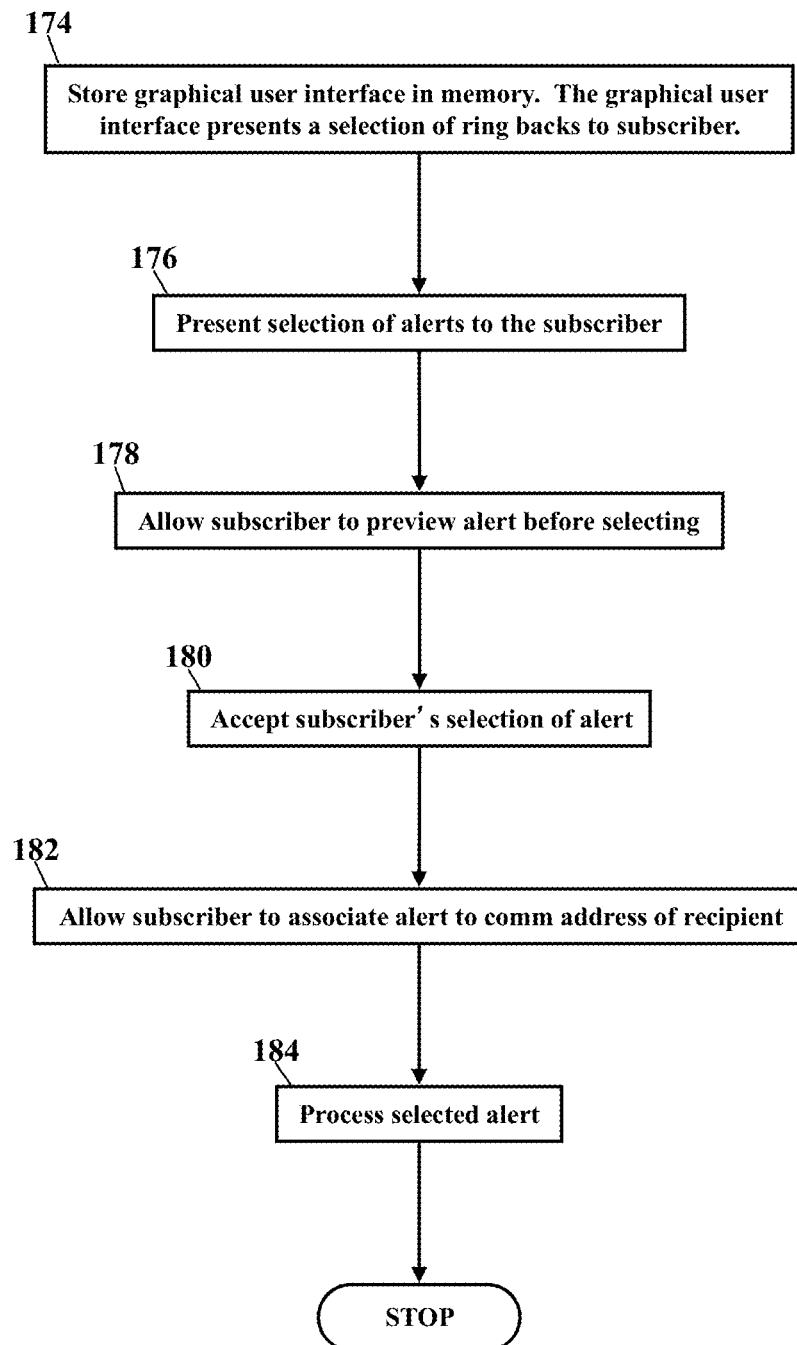 174
Store graphical user interface in memory.  The graphical user
interface presents a selection of ring backs to subscriber.
176
Present selection of alerts to the subscriber
178
Allow subscriber to preview alert before selecting
180
Accept subscriber's selection of alert
182
Allow subscriber to associate alert to comm address of recipient
184
Process selected alert
STOP